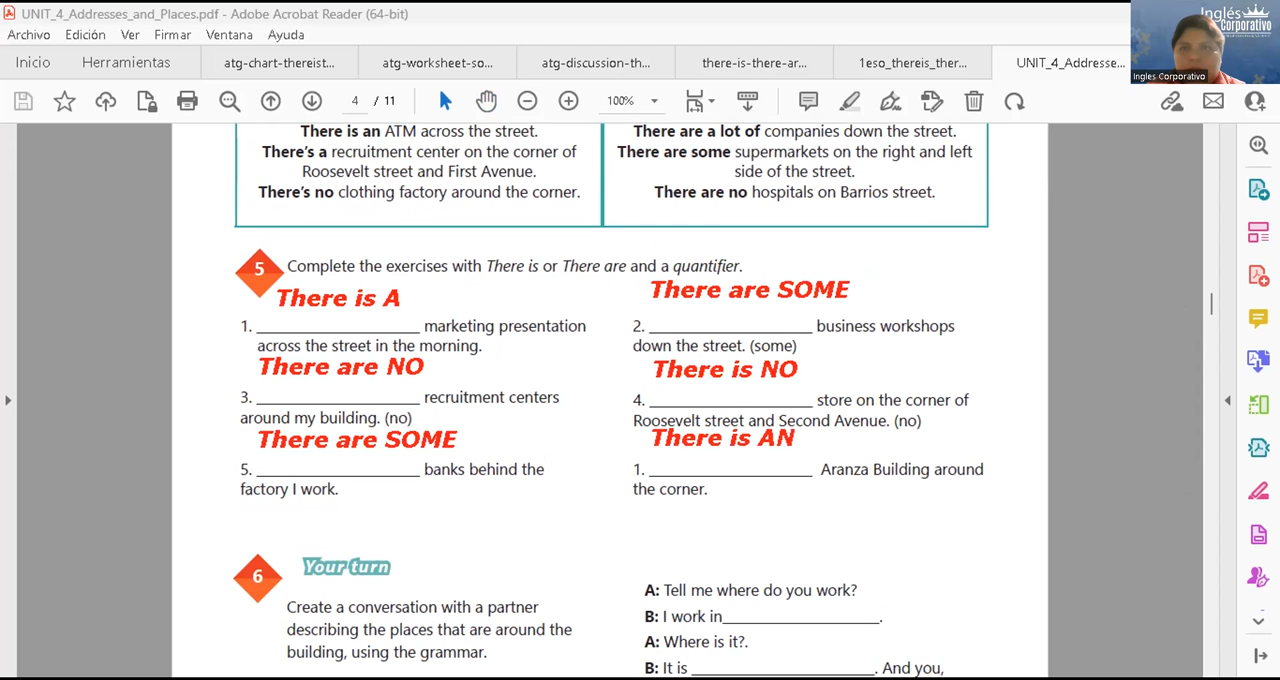 UNIT_4_Addresses_and_Places.pdf - Adobe Acrobat Reader (64-bit)
Archivo Edición Ver Firmar Ventana Ayuda
Inicio Herramientas atg-chart-thereist... atg-worksheet-so... atg-discussion-th... there-is-there-ar... 1eso_thereis_ther... UNIT_4_Addresse...
Inglés Corporativo
Ingles Corporativo
4 / 11 100%
There is an ATM across the street.
There's a recruitment center on the corner of
Roosevelt street and First Avenue.
There's no clothing factory around the corner.
There are a lot of companies down the street.
There are some supermarkets on the right and left
side of the street.
There are no hospitals on Barrios street.
5 Complete the exercises with There is or There are and a quantifier.
There is A
1. ____________________ marketing presentation
across the street in the morning.
There are SOME
2. ____________________ business workshops
down the street. (some)
There are NO
3. ____________________ recruitment centers
around my building. (no)
There is NO
4. ____________________ store on the corner of
Roosevelt street and Second Avenue. (no)
There are SOME
5. ____________________ banks behind the
factory I work.
There is AN
1. ____________________ Aranza Building around
the corner.
6 Your turn
Create a conversation with a partner
describing the places that are around the
building, using the grammar.
A: Tell me where do you work?
B: I work in___________________.
A: Where is it?.
B: It is ______________________. And you,